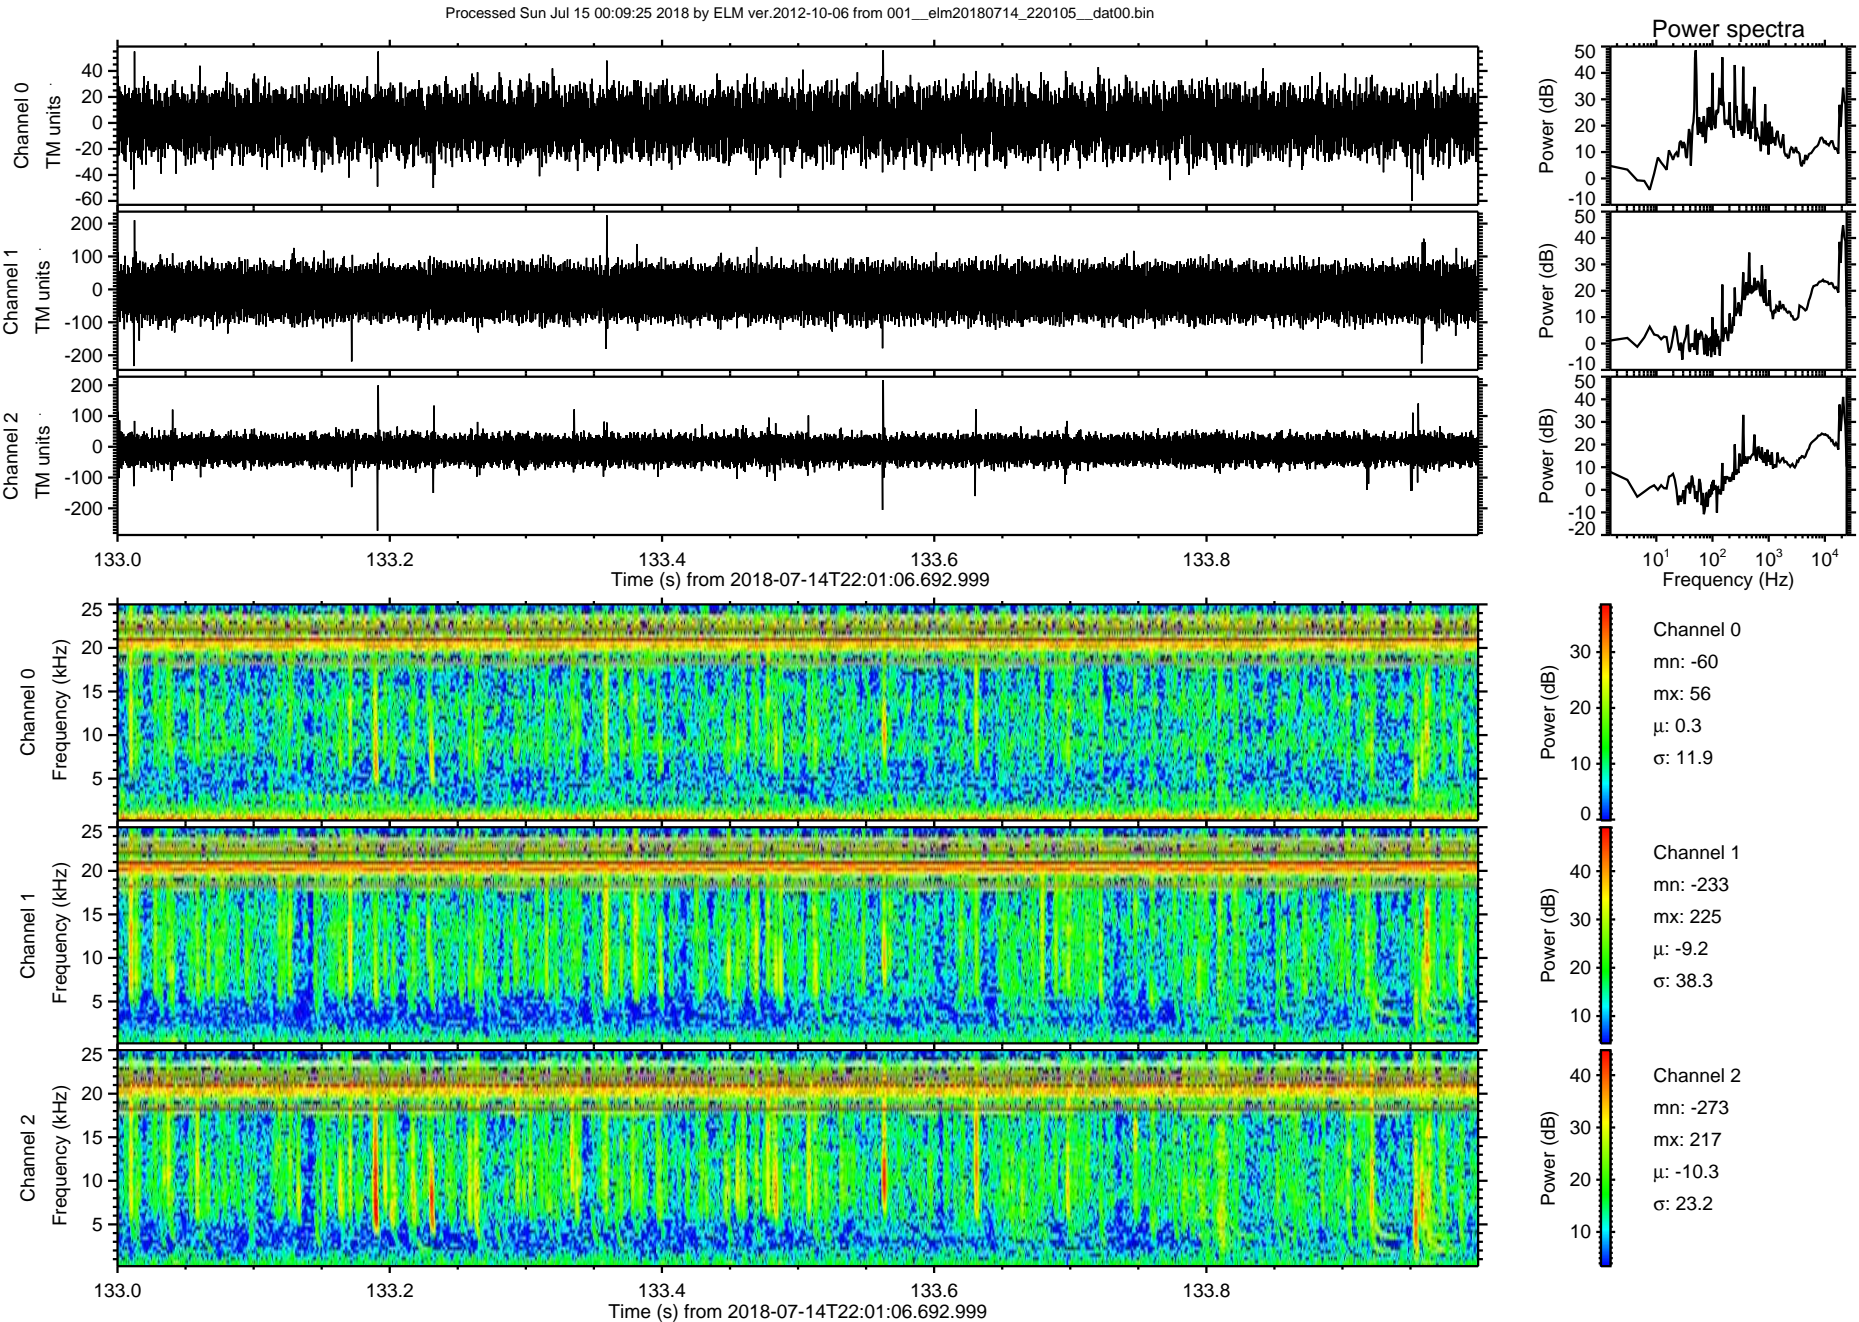 Processed Sun Jul 15 00:09:25 2018 by ELM ver.2012-10-06 from 001__elm20180714_220105__dat00.bin
Power spectra
Channel 0
TM units
40
20
0
-20
-40
-60
Power (dB)
50
40
30
20
10
0
-10
Channel 1
TM units
200
100
0
-100
-200
Power (dB)
50
40
30
20
10
0
-10
Channel 2
TM units
200
100
0
-100
-200
Power (dB)
50
40
30
20
10
0
-10
-20
133.0 133.2 133.4 133.6 133.8
Time (s) from 2018-07-14T22:01:06.692.999
10^1 10^2 10^3 10^4
Frequency (Hz)
Channel 0
Frequency (kHz)
25
20
15
10
5
Power (dB)
30
20
10
0
Channel 0
mn: -60
mx: 56
μ: 0.3
σ: 11.9
Channel 1
Frequency (kHz)
25
20
15
10
5
Power (dB)
40
30
20
10
Channel 1
mn: -233
mx: 225
μ: -9.2
σ: 38.3
Channel 2
Frequency (kHz)
25
20
15
10
5
Power (dB)
40
30
20
10
Channel 2
mn: -273
mx: 217
μ: -10.3
σ: 23.2
133.0 133.2 133.4 133.6 133.8
Time (s) from 2018-07-14T22:01:06.692.999